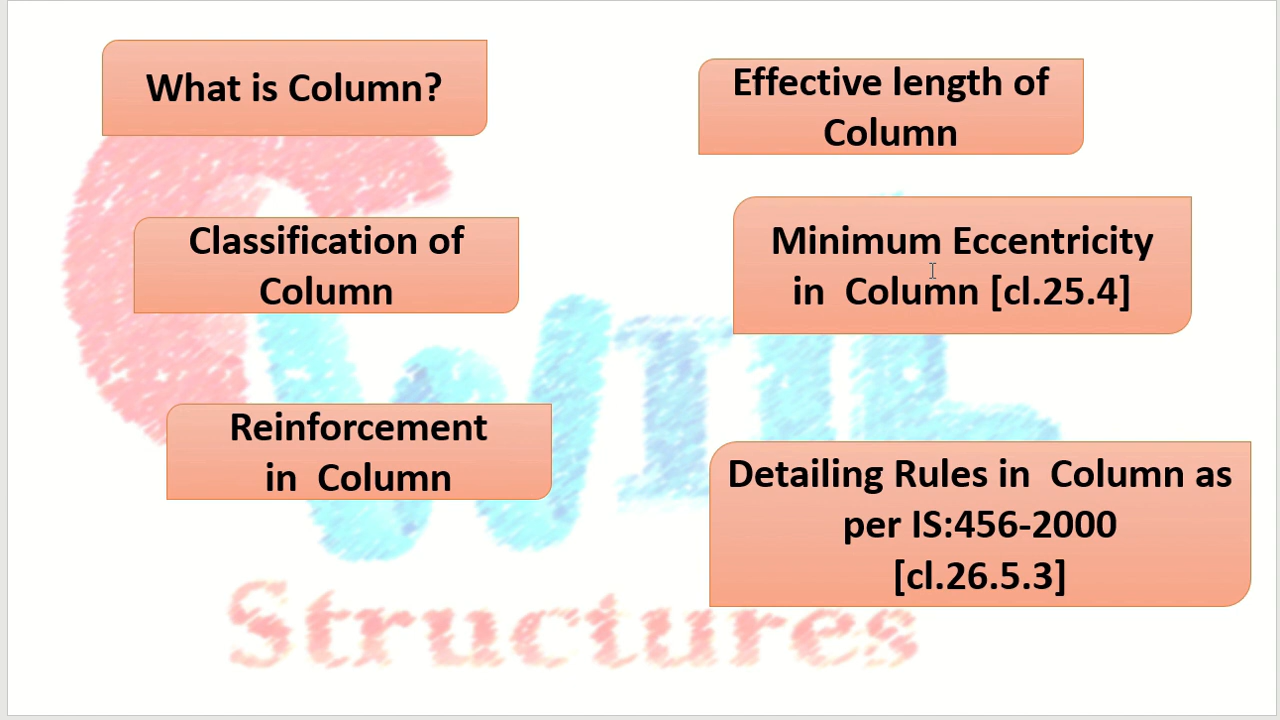 What is Column?
Classification of
Column
Reinforcement
in  Column
Effective length of
Column
Minimum Eccentricity
in  Column [cl.25.4]
Detailing Rules in  Column as
per IS:456-2000
[cl.26.5.3]
Structures